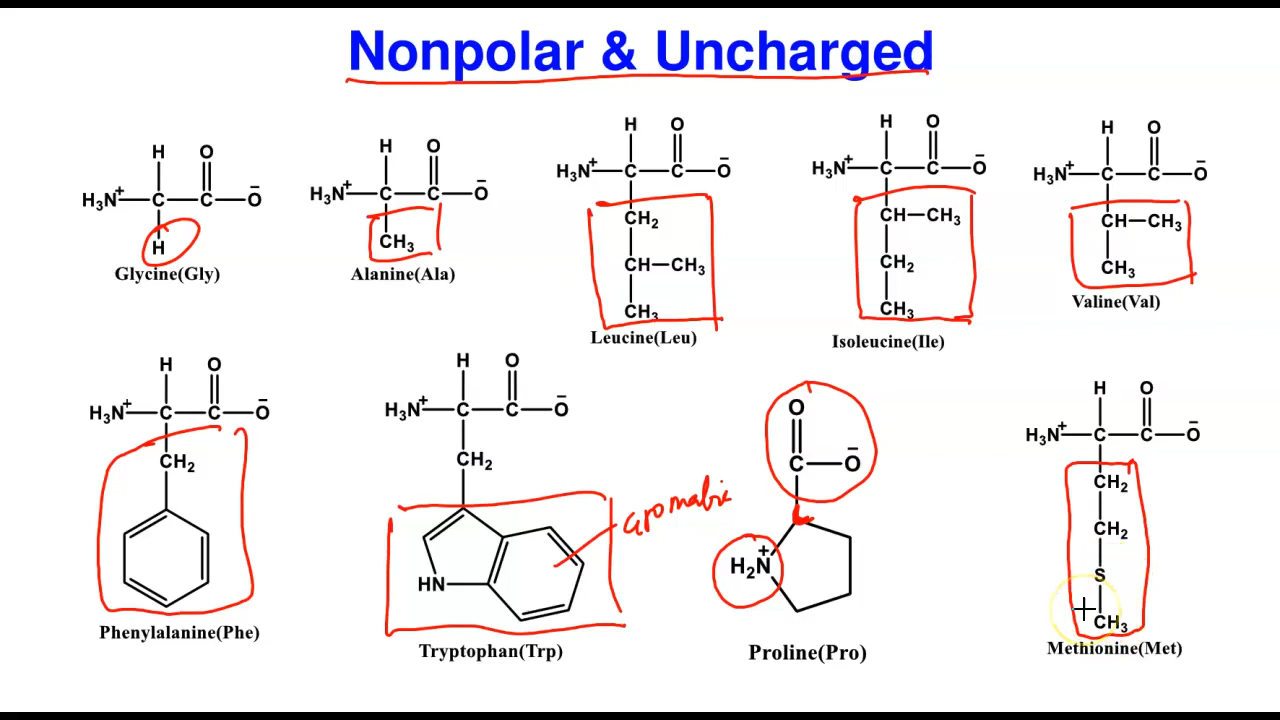 Nonpolar & Uncharged
H O
H₃N⁺ C C O⁻
H
Glycine(Gly)
H O
H₃N⁺ C C O⁻
CH₃
Alanine(Ala)
H O
H₃N⁺ C C O⁻
CH₂
CH CH₃
CH₃
Leucine(Leu)
H O
H₃N⁺ C C O⁻
CH CH₃
CH₂
CH₃
Isoleucine(Ile)
H O
H₃N⁺ C C O⁻
CH CH₃
CH₃
Valine(Val)
H O
H₃N⁺ C C O⁻
CH₂
Phenylalanine(Phe)
H O
H₃N⁺ C C O⁻
CH₂
aromatic
HN
Tryptophan(Trp)
O
C O⁻
H₂N⁺
Proline(Pro)
H O
H₃N⁺ C C O⁻
CH₂
CH₂
S
CH₃
Methionine(Met)